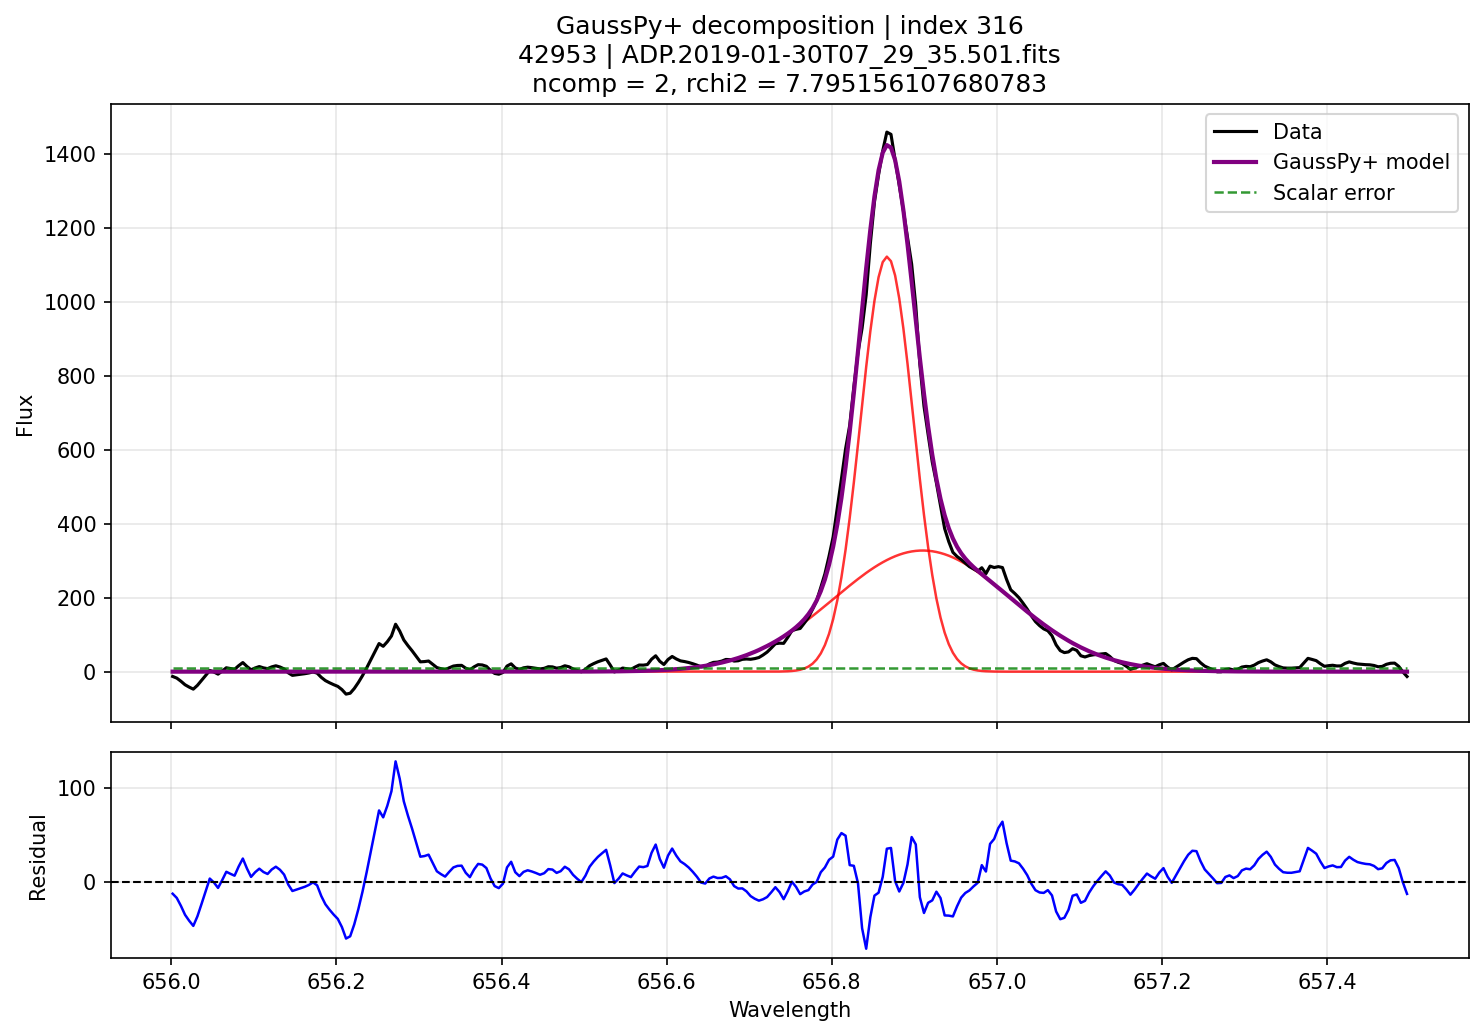 GaussPy+ decomposition | index 316
42953 | ADP.2019-01-30T07_29_35.501.fits
ncomp = 2, rchi2 = 7.795156107680783
Data
GaussPy+ model
Scalar error
1400
1200
1000
800
600
400
200
0
Flux
100
0
Residual
656.0
656.2
656.4
656.6
656.8
657.0
657.2
657.4
Wavelength